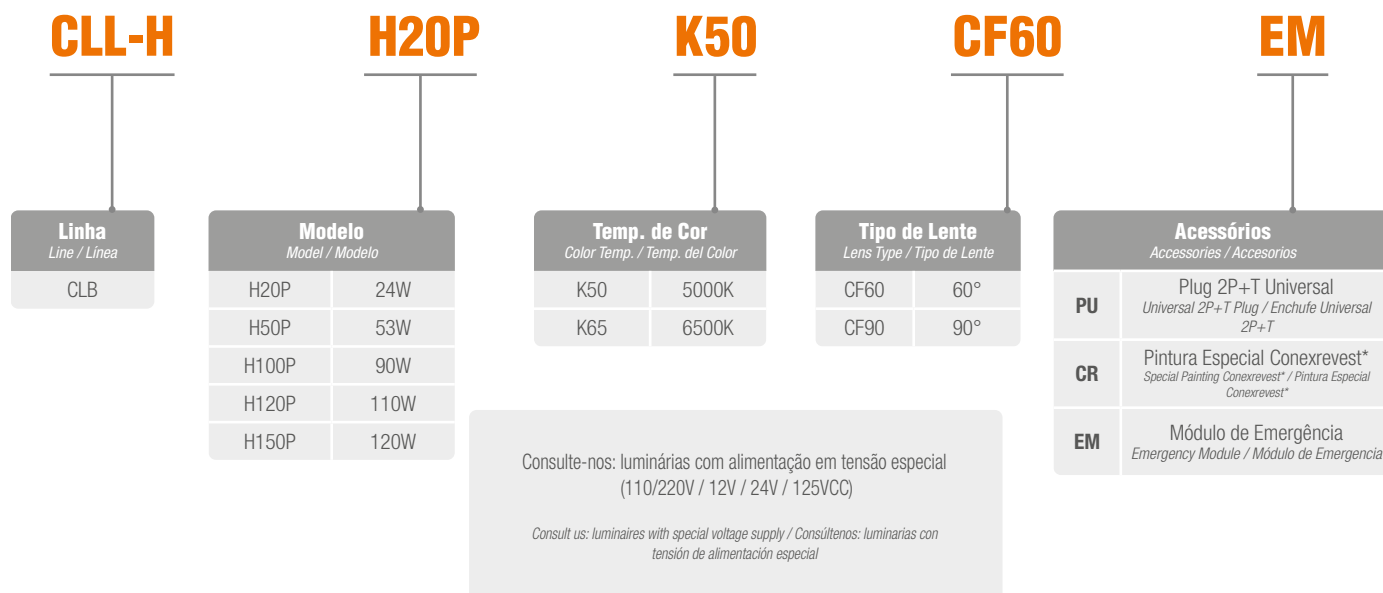 CLL-H
H20P
K50
CF60
EM
Linha
Line / Línea
CLB
Modelo
Model / Modelo
H20P 24W
H50P 53W
H100P 90W
H120P 110W
H150P 120W
Temp. de Cor
Color Temp. / Temp. del Color
K50 5000K
K65 6500K
Tipo de Lente
Lens Type / Tipo de Lente
CF60 60°
CF90 90°
Acessórios
Accessories / Accesorios
PU
Plug 2P+T Universal
Universal 2P+T Plug / Enchufe Universal
2P+T
CR
Pintura Especial Conexrevest*
Special Painting Conexrevest* / Pintura Especial
Conexrevest*
EM
Módulo de Emergência
Emergency Module / Módulo de Emergencia
Consulte-nos: luminárias com alimentação em tensão especial
(110/220V / 12V / 24V / 125VCC)
Consult us: luminaires with special voltage supply / Consúltenos: luminarias con
tensión de alimentación especial